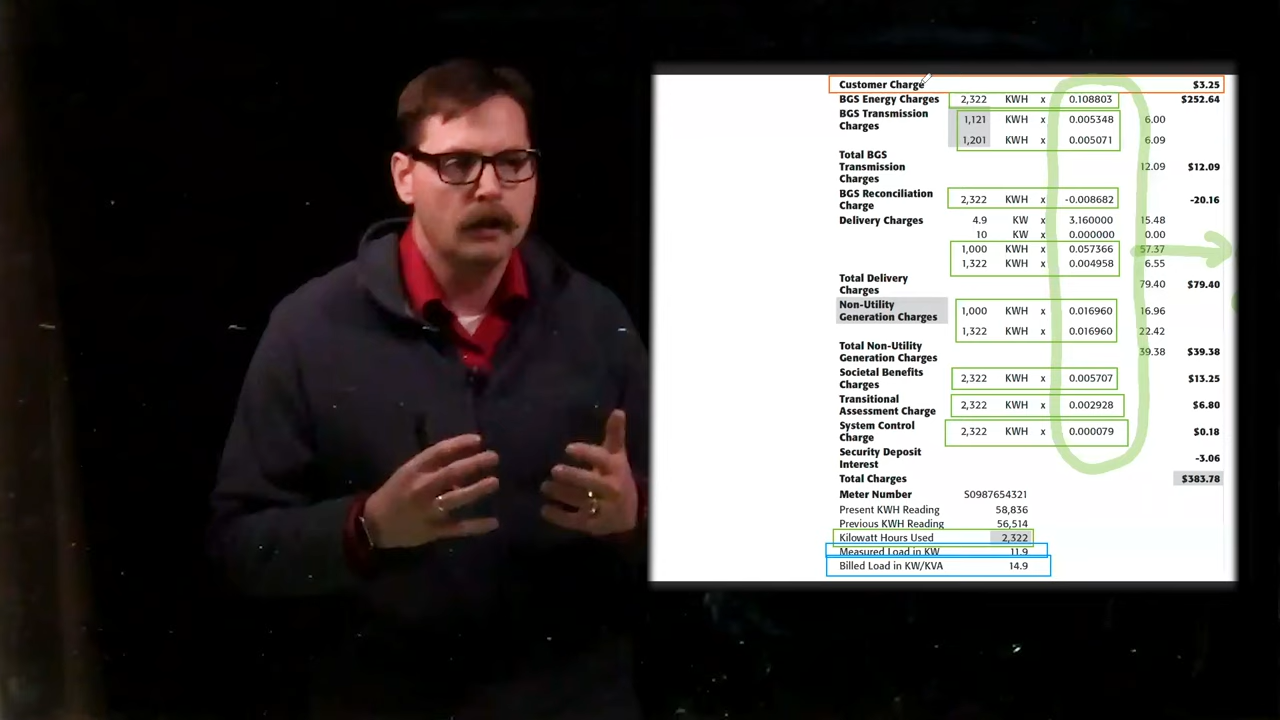 Customer Charge $3.25
BGS Energy Charges 2,322 KWH x 0.108803 $252.64
BGS Transmission 1,121 KWH x 0.005348 6.00
Charges
1,201 KWH x 0.005071 6.09
Total BGS
Transmission 12.09 $12.09
Charges
BGS Reconciliation
Charge 2,322 KWH x -0.008682 -20.16
Delivery Charges 4.9 KW x 3.160000 15.48
10 KW x 0.000000 0.00
1,000 KWH x 0.057366 57.37
1,322 KWH x 0.004958 6.55
Total Delivery
Charges 79.40 $79.40
Non-Utility
Generation Charges 1,000 KWH x 0.016960 16.96
1,322 KWH x 0.016960 22.42
Total Non-Utility
Generation Charges 39.38 $39.38
Societal Benefits
Charges 2,322 KWH x 0.005707 $13.25
Transitional
Assessment Charge 2,322 KWH x 0.002928 $6.80
System Control
Charge 2,322 KWH x 0.000079 $0.18
Security Deposit
Interest -3.06
Total Charges $383.78
Meter Number S0987654321
Present KWH Reading 58,836
Previous KWH Reading 56,514
Kilowatt Hours Used 2,322
Measured Load in KW 11.9
Billed Load in KW/KVA 14.9